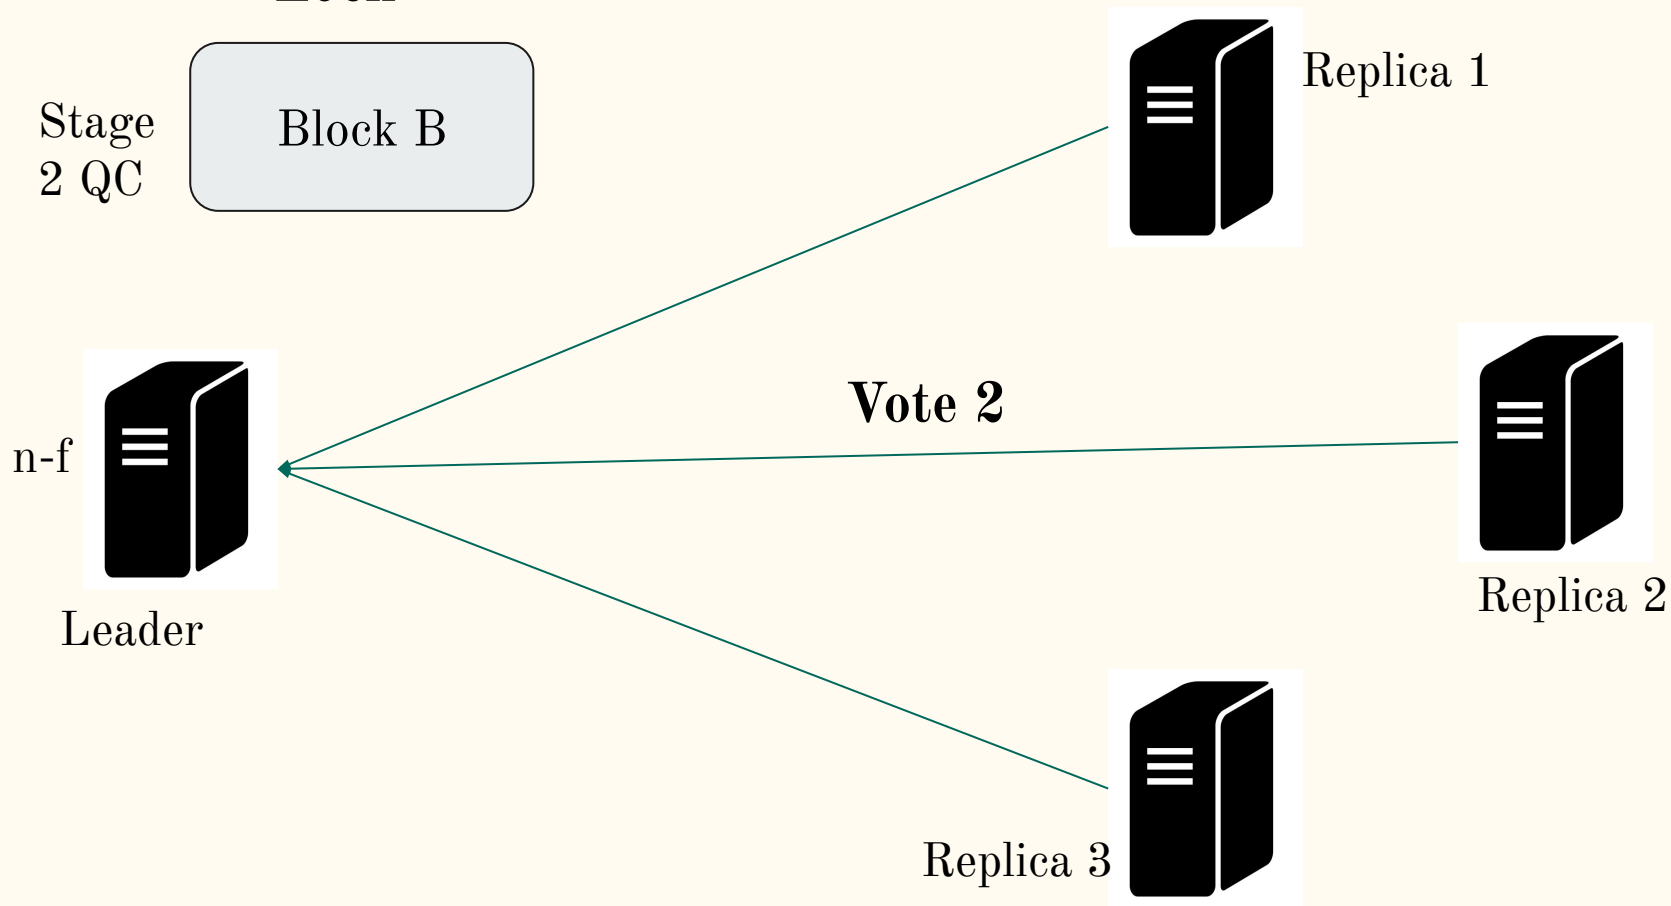 Replica 1
Stage
2 QC
Block B
Vote 2
n-f
Replica 2
Leader
Replica 3